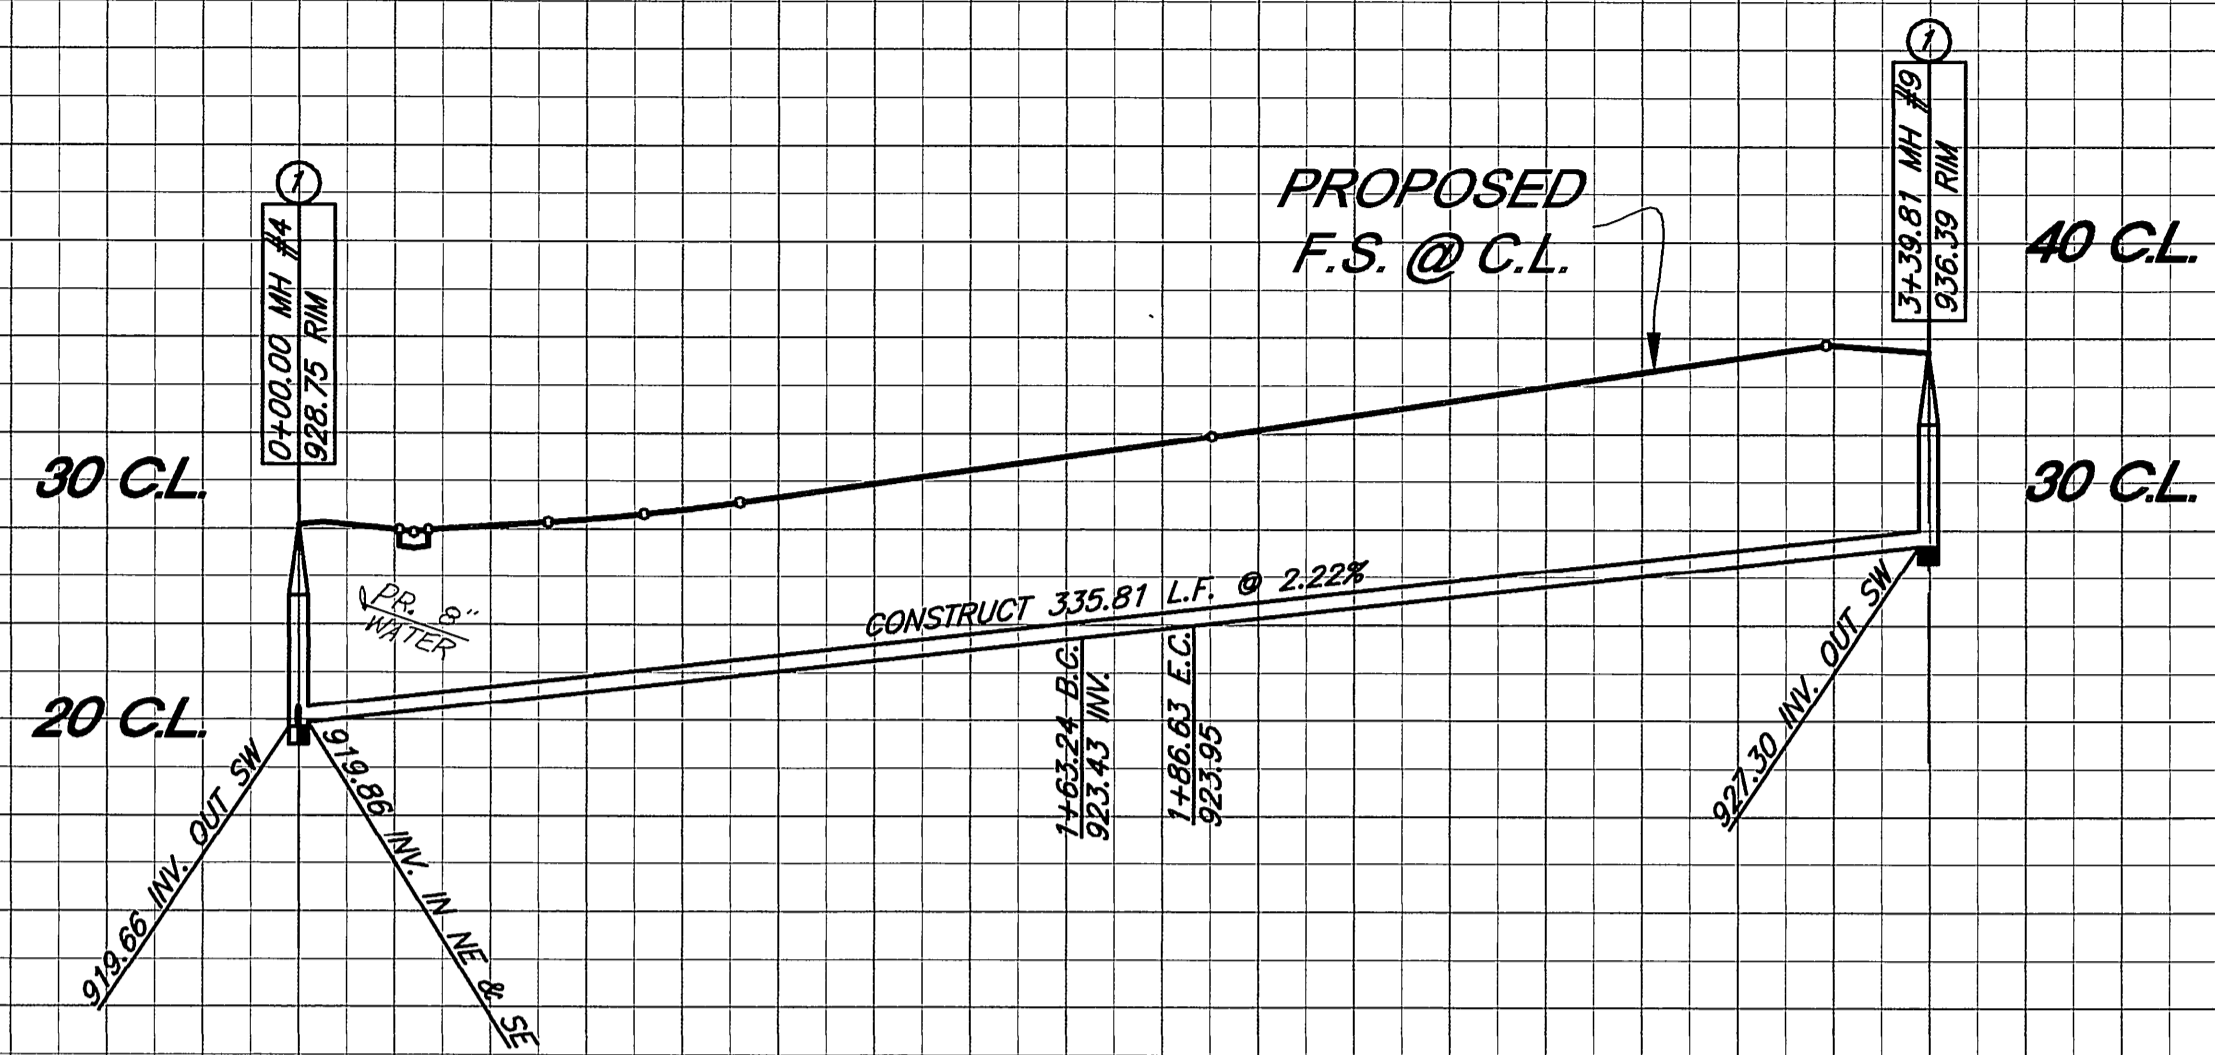 1
0+00.00 MH #4
928.75 RIM
PROPOSED
F.S. @ C.L.
1
3+39.81 MH #9
936.39 RIM
40 C.L.
30 C.L.
30 C.L.
PR. 8"
WATER
CONSTRUCT 335.81 L.F. @ 2.22%
20 C.L.
919.66 INV. OUT SW
919.86 INV. IN NE & SE
1+63.24 B.C.
923.43 INV.
1+86.63 E.C.
923.95
927.30 INV. OUT SW